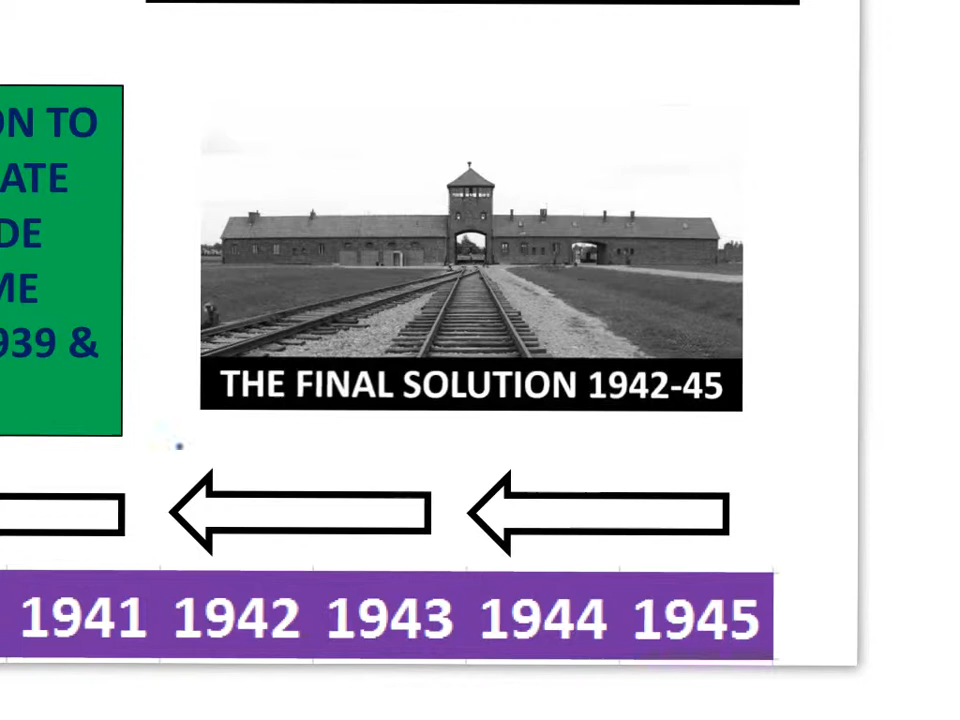 ON TO
ATE
DE
ME
939 &
THE FINAL SOLUTION 1942-45
1941 1942 1943 1944 1945